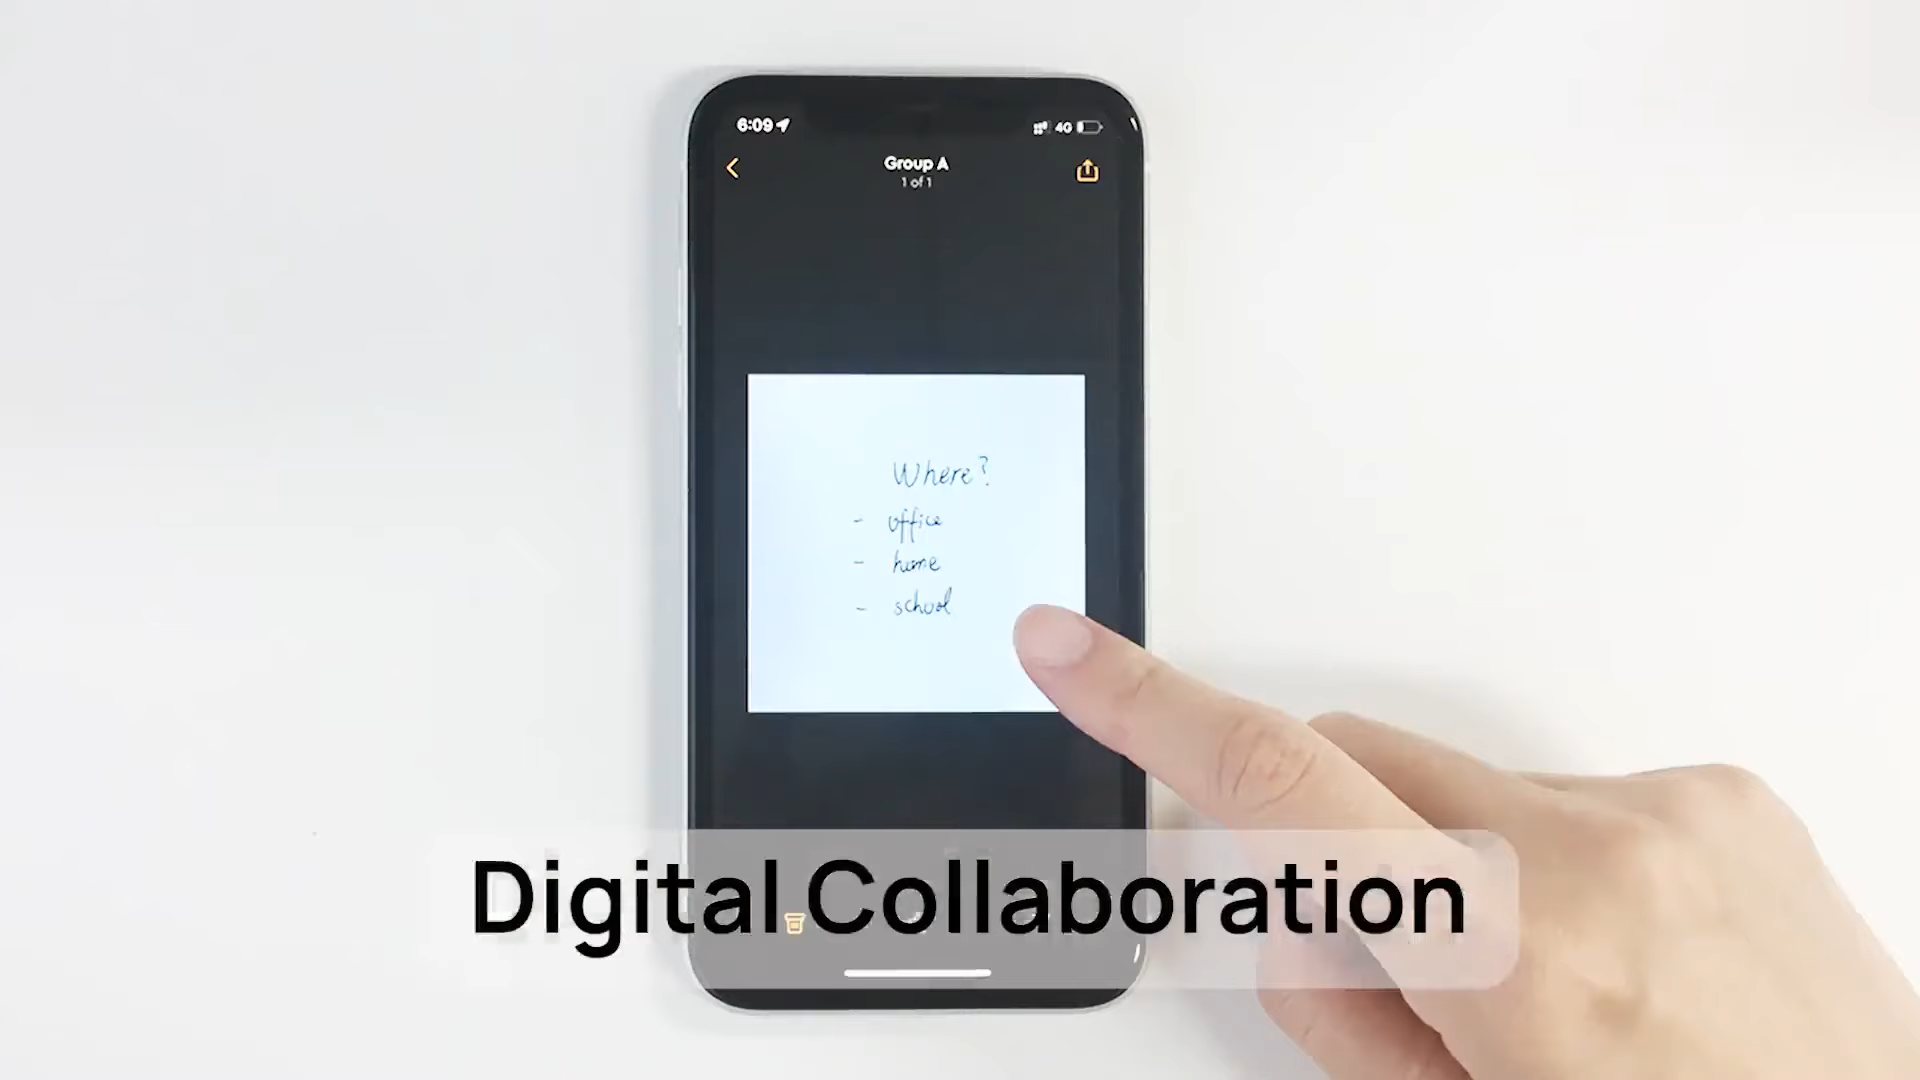 6:09
4G
Group A
1 of 1
Where?
- office
- home
- school
Digital Collaboration